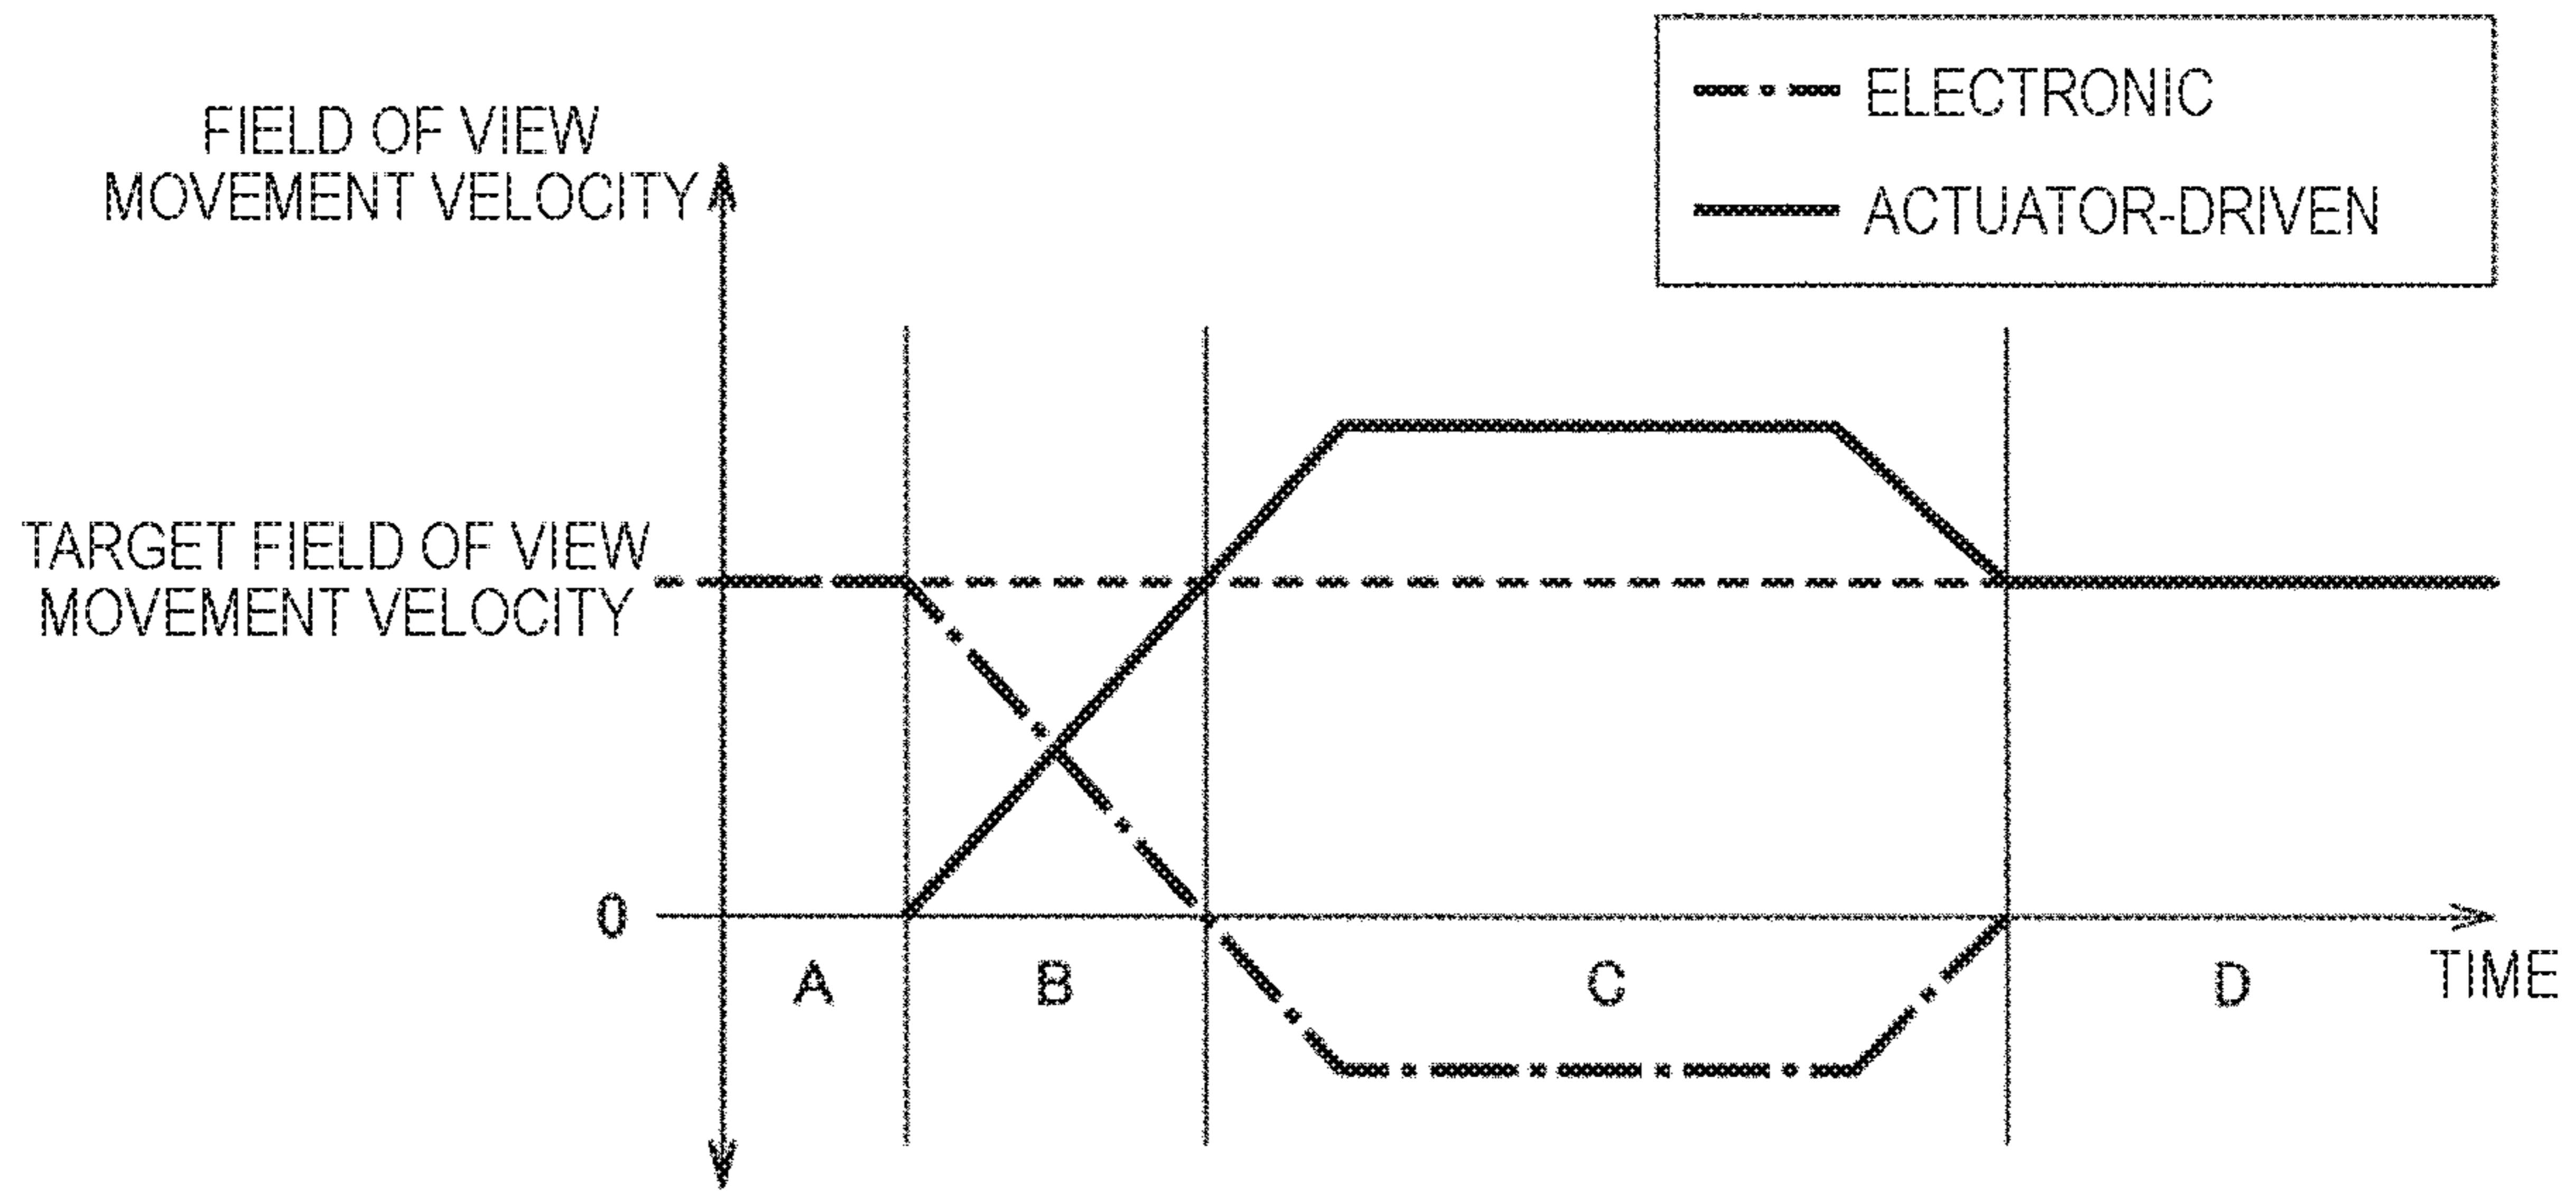 ELECTRONIC
ACTUATOR-DRIVEN
FIELD OF VIEW
MOVEMENT VELOCITY
TARGET FIELD OF VIEW
MOVEMENT VELOCITY
0
A
B
C
D
TIME